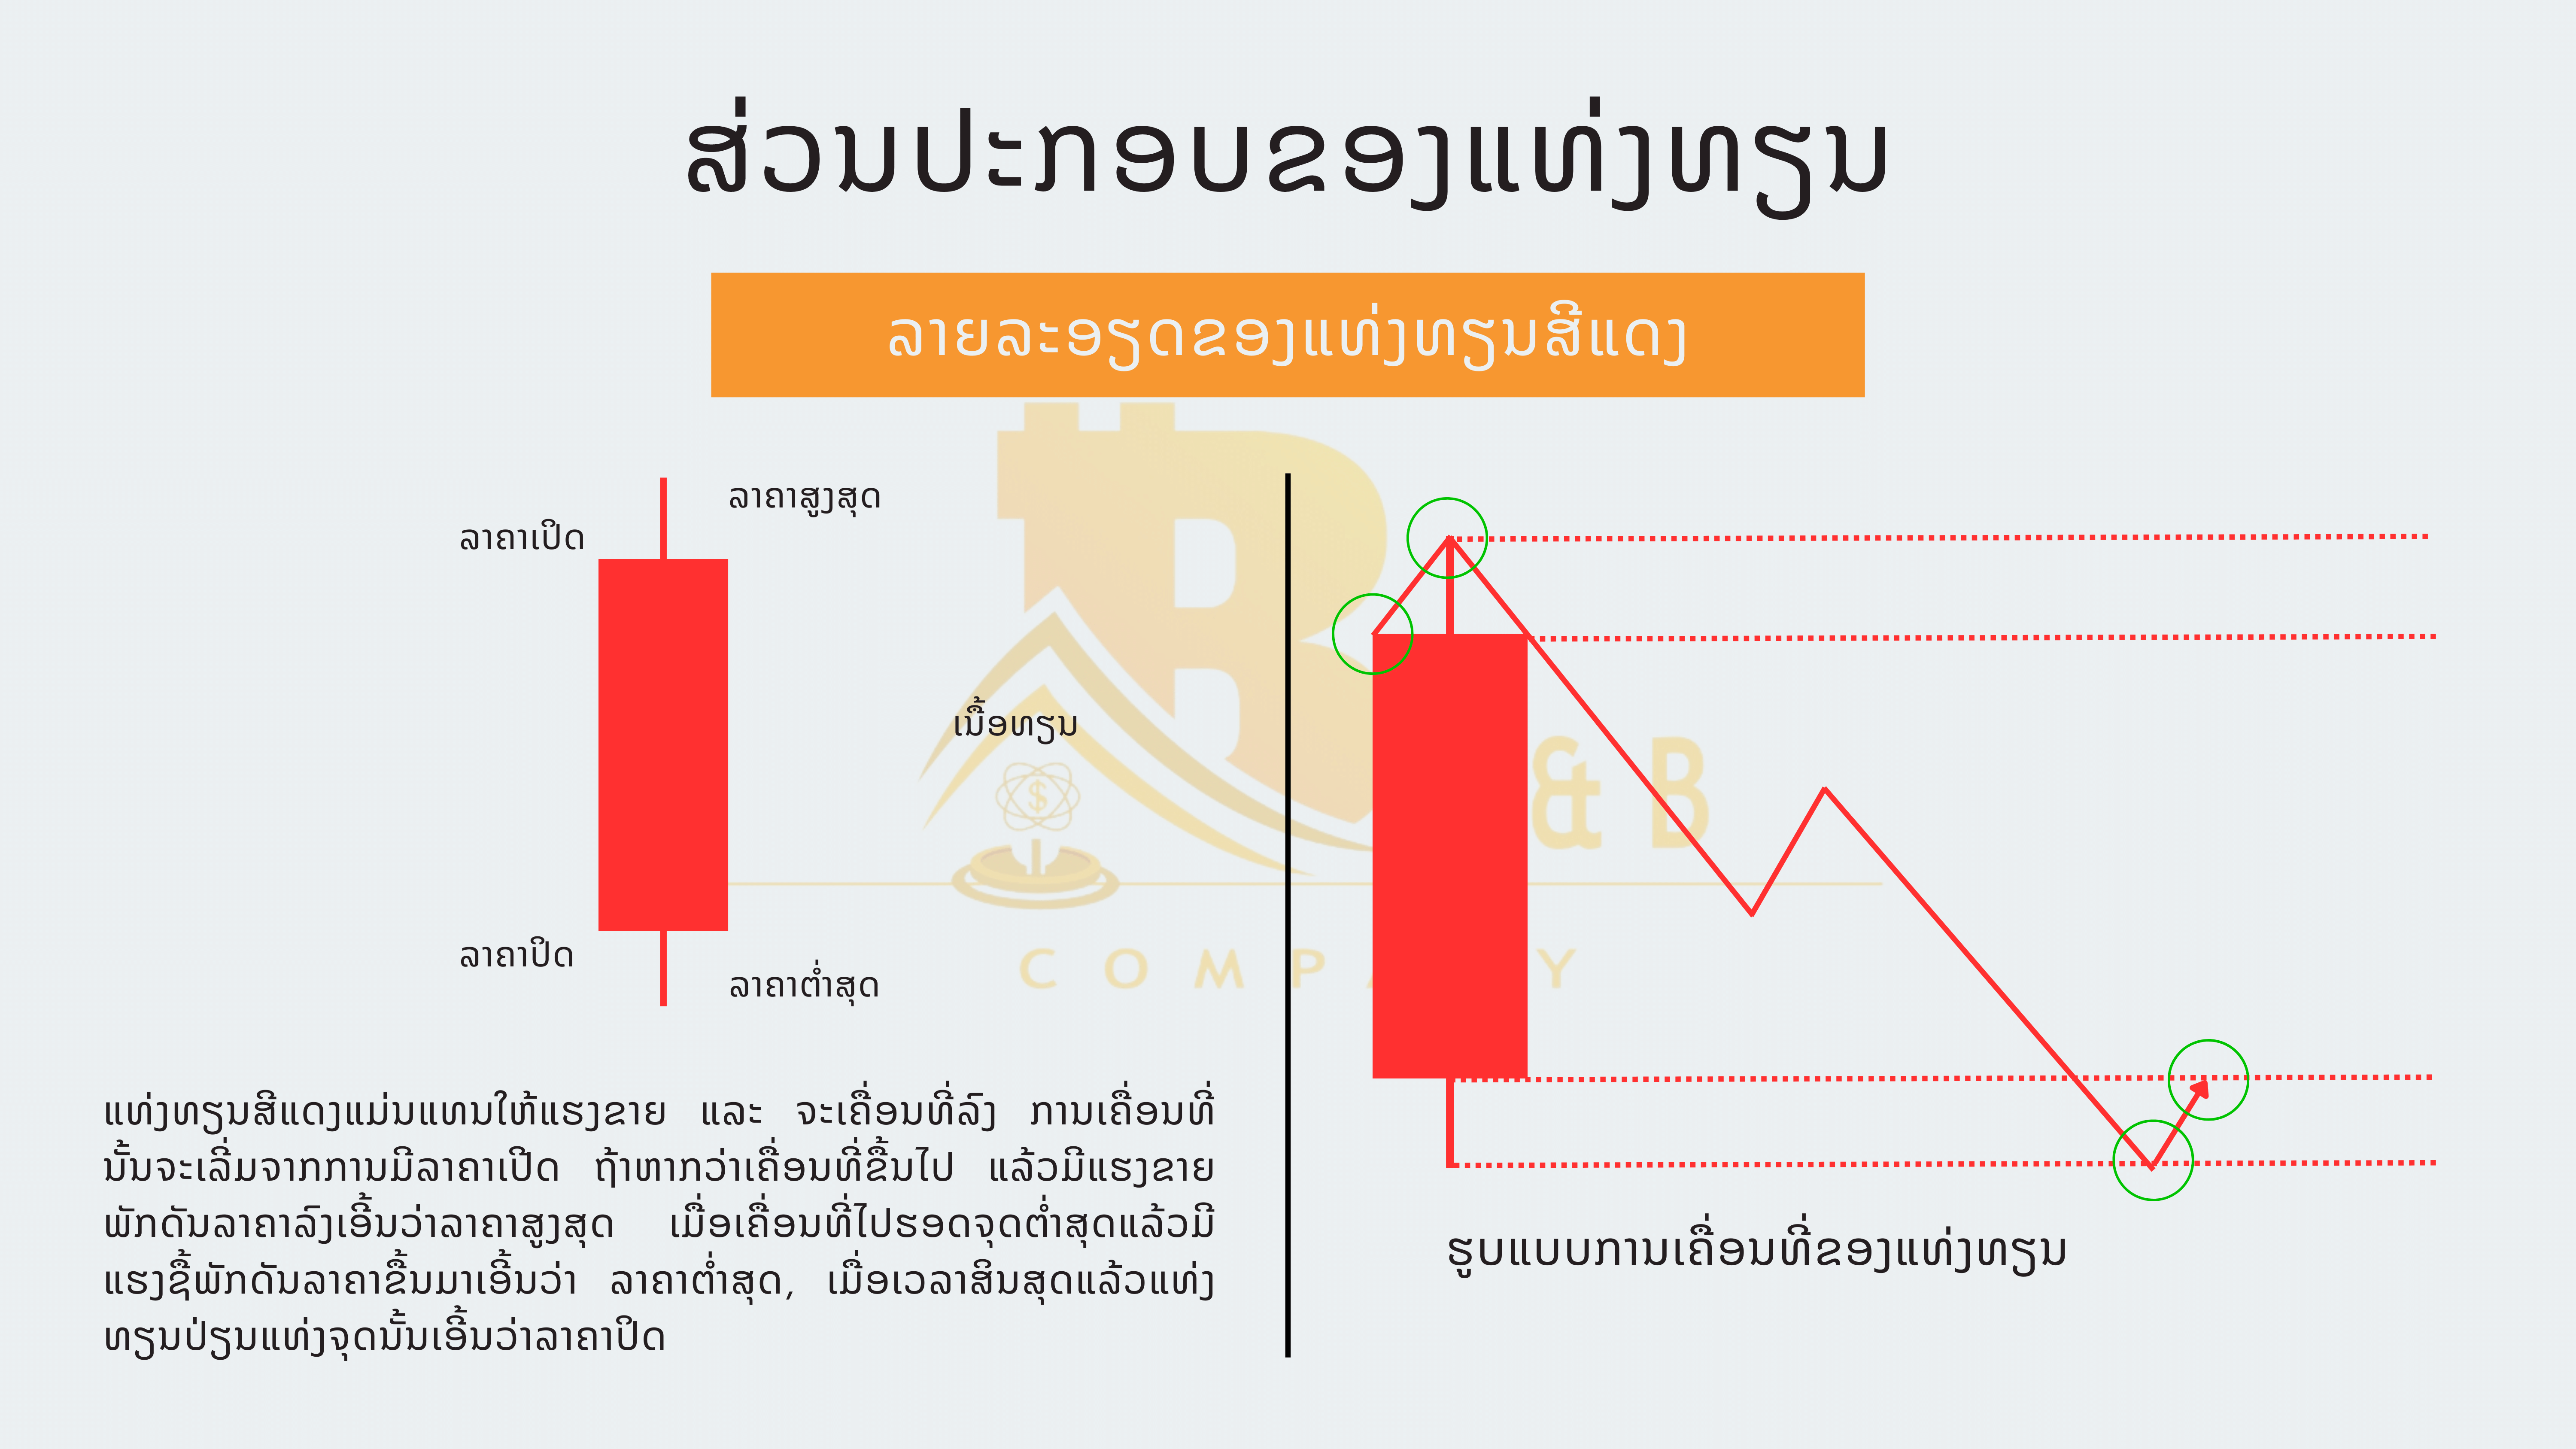 ສ່ວນປະກອບຂອງແທ່ງທຽນ
ລາຍລະອຽດຂອງແທ່ງທຽນສີແດງ
ລາຄາສູງສຸດ
ລາຄາເປິດ
ເນື້ອທຽນ
$
& B
ລາຄາປິດ
ລາຄາຕ່ຳສຸດ
COMPA Y
ແທ່ງທຽນສີແດງແມ່ນແທນໃຫ້ແຮງຂາຍ ແລະ ຈະເຄື່ອນທີ່ລົງ ການເຄື່ອນທີ່
ນັ້ນຈະເລີ່ມຈາກການມີລາຄາເປີດ ຖ້າຫາກວ່າເຄື່ອນທີ່ຂຶ້ນໄປ ແລ້ວມີແຮງຂາຍ
ພັກດັນລາຄາລົງເອີ້ນວ່າລາຄາສູງສຸດ ເມື່ອເຄື່ອນທີ່ໄປຮອດຈຸດຕ່ຳສຸດແລ້ວມີ
ແຮງຊື້ພັກດັນລາຄາຂຶ້ນມາເອີ້ນວ່າ ລາຄາຕ່ຳສຸດ, ເມື່ອເວລາສິນສຸດແລ້ວແທ່ງ
ທຽນປ່ຽນແທ່ງຈຸດນັ້ນເອີ້ນວ່າລາຄາປິດ
ຮູບແບບການເຄື່ອນທີ່ຂອງແທ່ງທຽນ